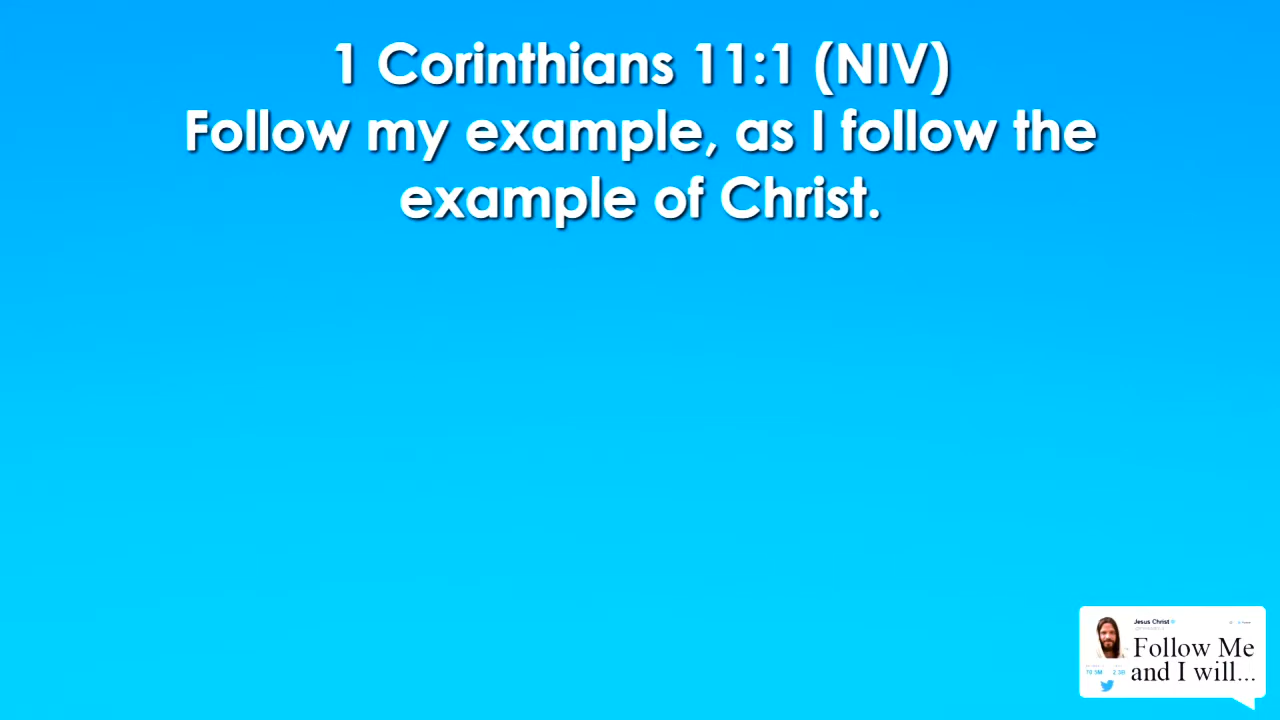 1 Corinthians 11:1 (NIV)
Follow my example, as I follow the
example of Christ.
Jesus Christ
Follow Me
and I will...